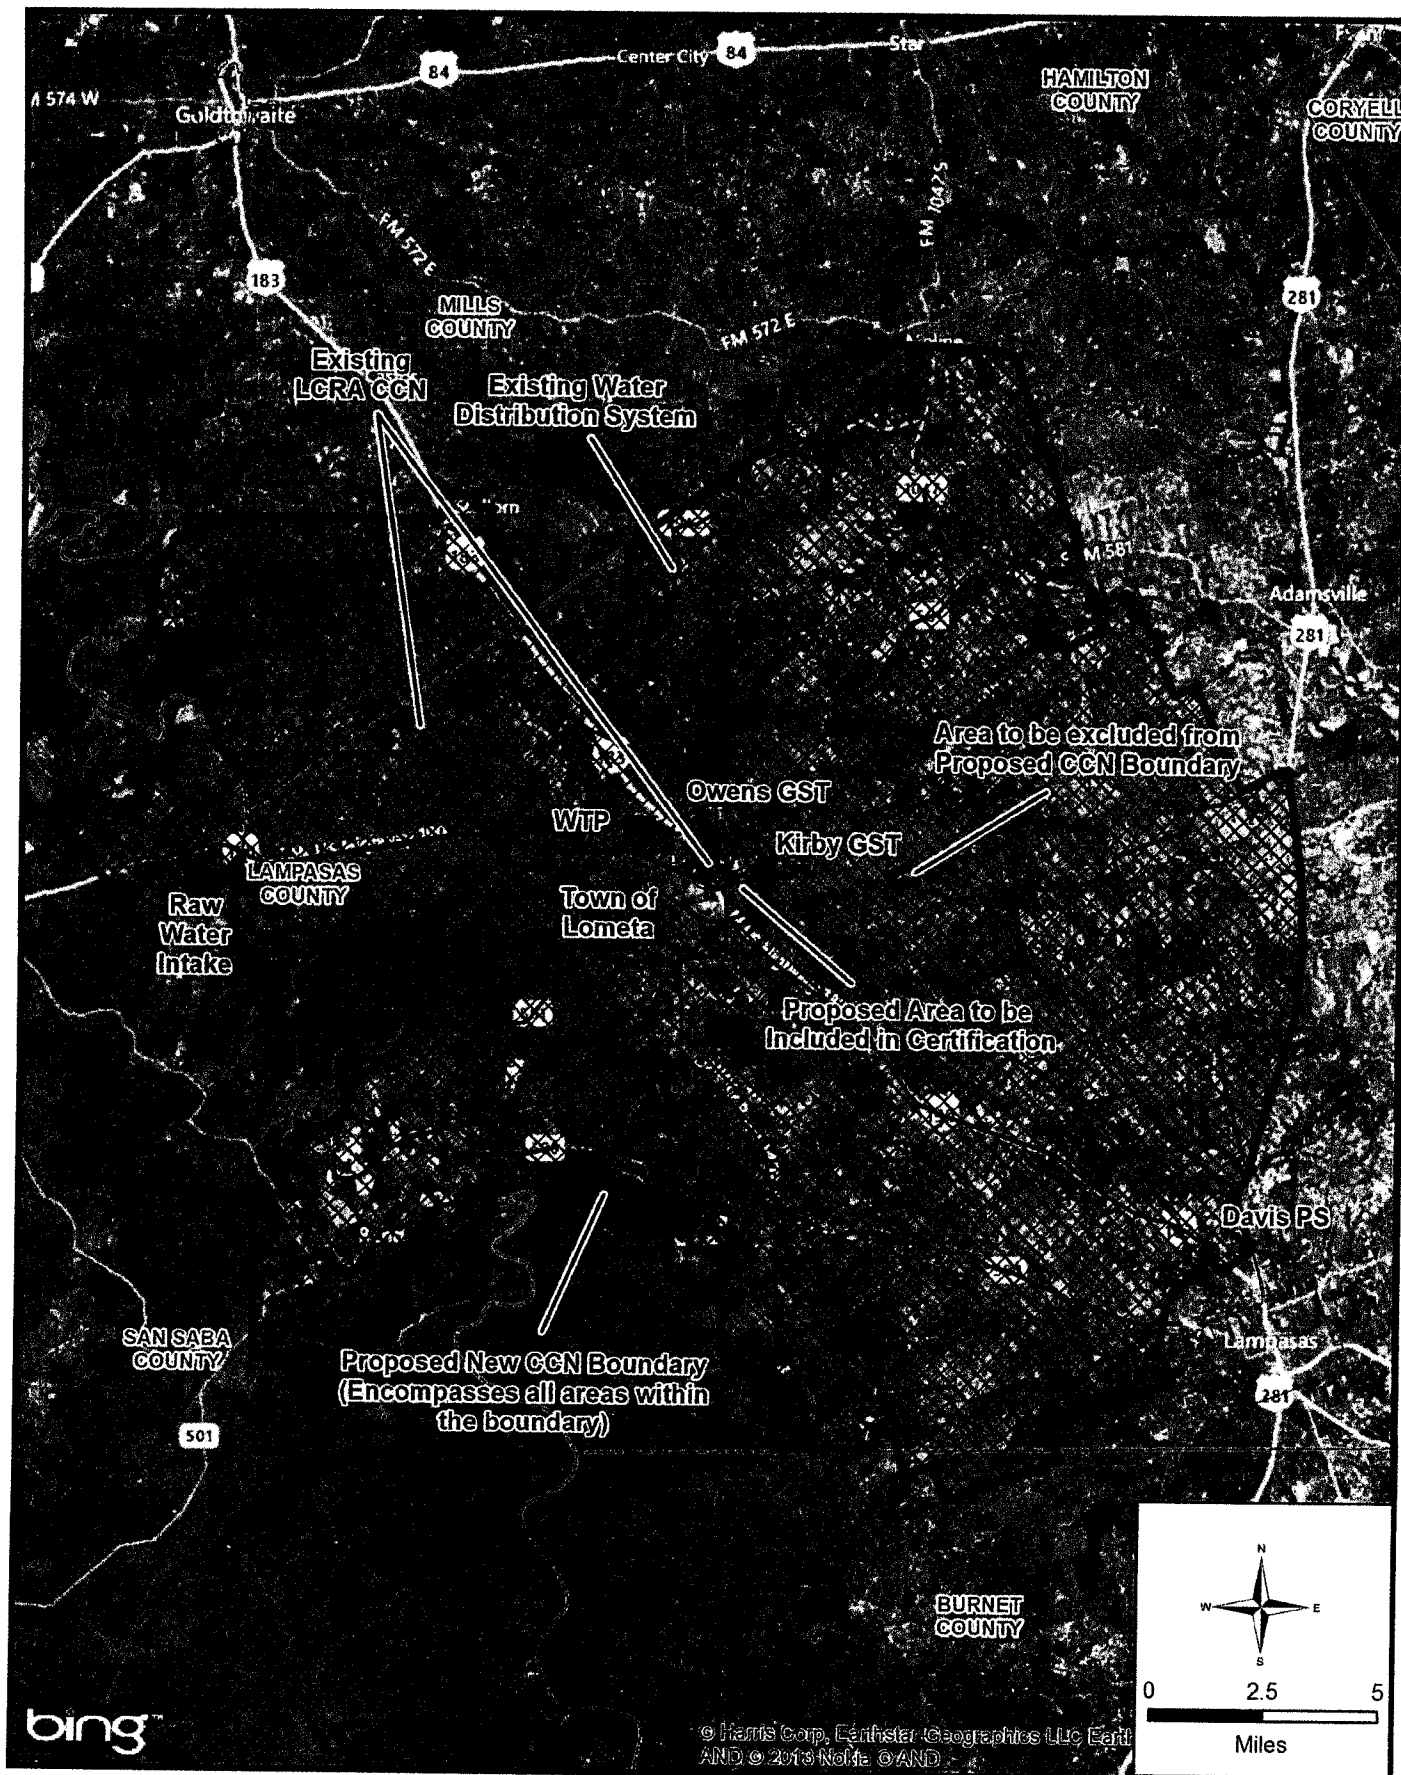 84
Center City
84
Star
HAMILTON
COUNTY
CORYELL
COUNTY
574 W
FM 572 E
FM 1047 S
183
281
MILLS
COUNTY
FM 572 E
Existing
LCRA CCN
Existing Water
Distribution System
581
Adamsville
281
Area to be excluded from
Proposed CCN Boundary
Owens GST
WTP
Kirby GST
LAMPASAS
COUNTY
Raw
Water
Intake
Town of
Lometa
Proposed Area to be
Included in Certification
Davis PS
SAN SABA
COUNTY
Lampasas
Proposed New CCN Boundary
(Encompasses all areas within
the boundary)
281
501
N
W E
S
BURNET
COUNTY
0 2.5 5
Miles
bing
© Harris Corp, Earthstar Geographics LLC Earth
AND © 2013 Nokia © AND